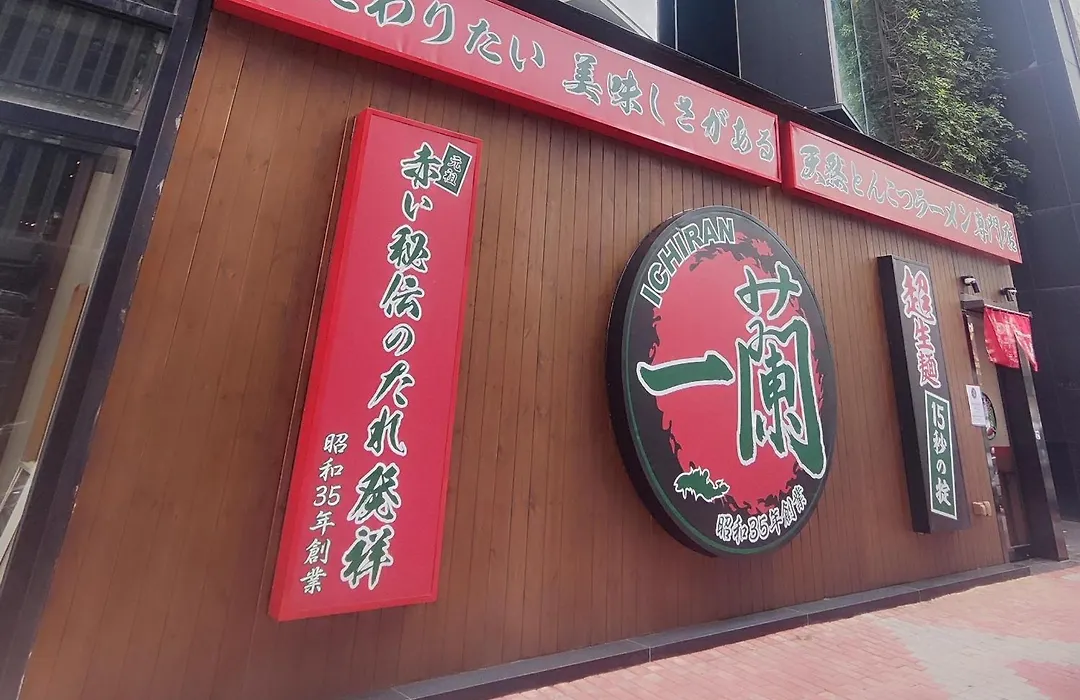 わりたい 美味しさがある
天然とんこつラーメン専門店
元祖
赤い秘伝のたれ発祥
昭和35年創業
ICHIRAN
一蘭
昭和35年創業
超生麺
15秒の掟